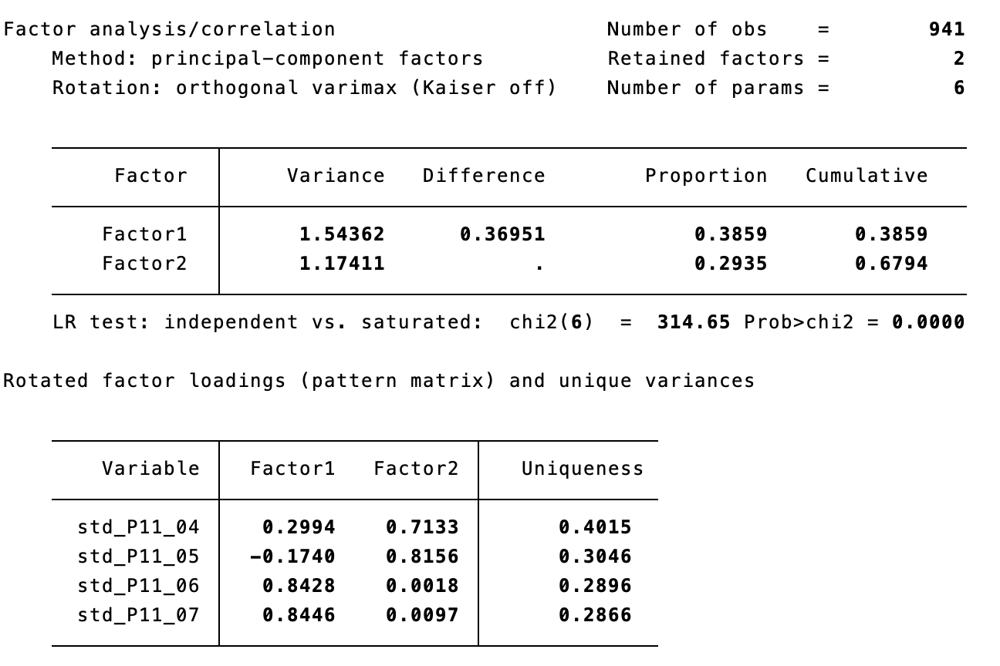 Factor analysis/correlation Number of obs = 941
Method: principal-component factors Retained factors = 2
Rotation: orthogonal varimax (Kaiser off) Number of params = 6
Factor Variance Difference Proportion Cumulative
Factor1 1.54362 0.36951 0.3859 0.3859
Factor2 1.17411 . 0.2935 0.6794
LR test: independent vs. saturated: chi2(6) = 314.65 Prob>chi2 = 0.0000
Rotated factor loadings (pattern matrix) and unique variances
Variable Factor1 Factor2 Uniqueness
std_P11_04 0.2994 0.7133 0.4015
std_P11_05 -0.1740 0.8156 0.3046
std_P11_06 0.8428 0.0018 0.2896
std_P11_07 0.8446 0.0097 0.2866